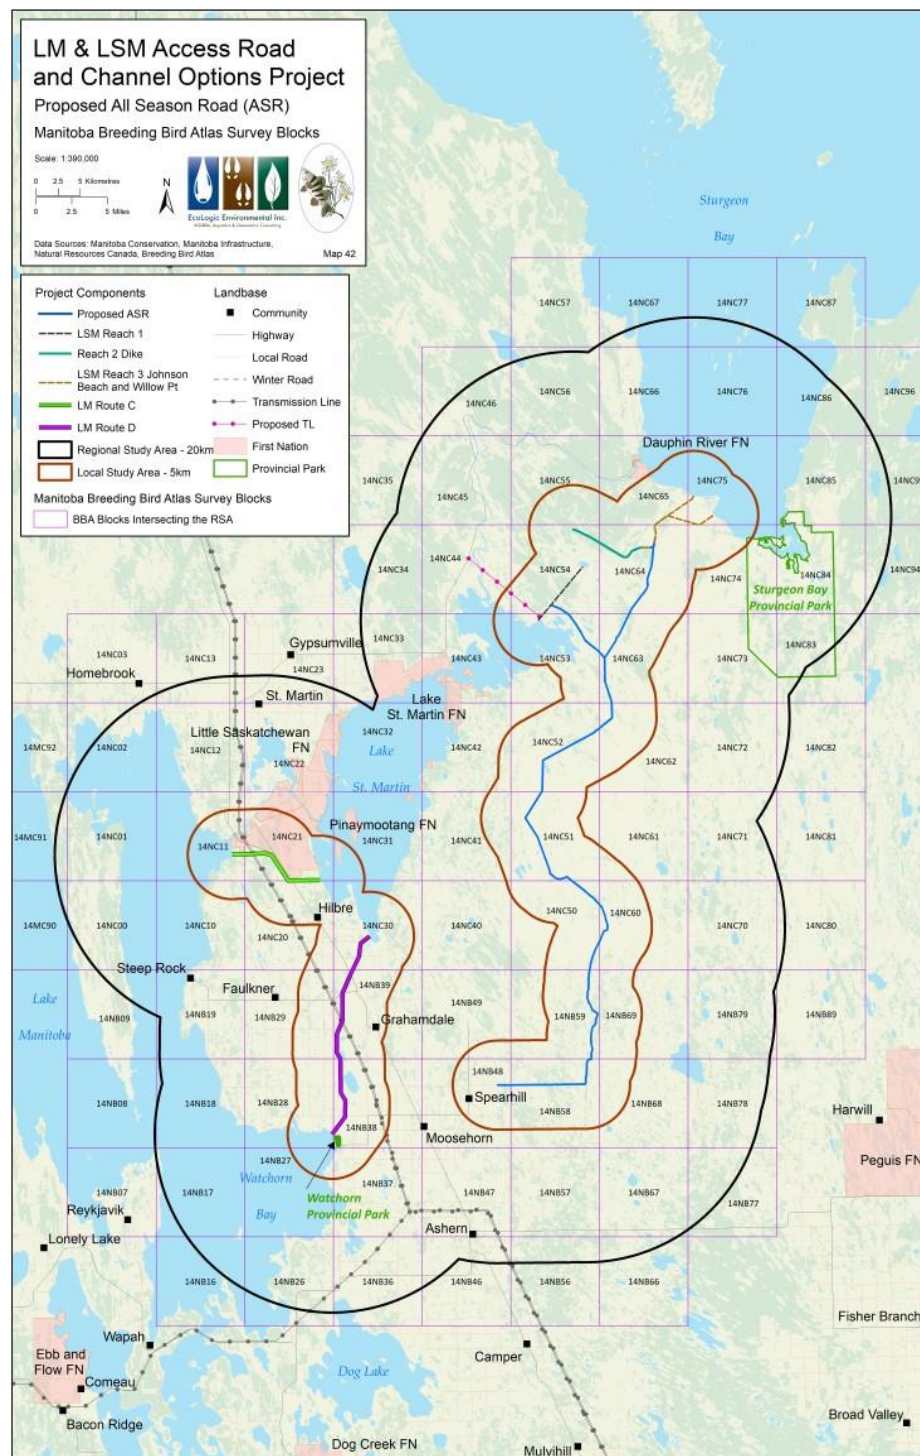 LM & LSM Access Road
and Channel Options Project
Proposed All Season Road (ASR)
Manitoba Breeding Bird Atlas Survey Blocks
Scale: 1:390,000
0 2.5 5 Kilometres
0 2.5 5 Miles
N
EcoLogic Environmental Inc.
Data Sources: Manitoba Conservation, Manitoba Infrastructure,
Natural Resources Canada, Breeding Bird Atlas
Map 42
Project Components
Proposed ASR
LSM Reach 1
Reach 2 Dike
LSM Reach 3 Johnson
Beach and Willow Pt
LM Route C
LM Route D
Regional Study Area - 20km
Local Study Area - 5km
Manitoba Breeding Bird Atlas Survey Blocks
BBA Blocks Intersecting the RSA
Landbase
Community
Highway
Local Road
Winter Road
Transmission Line
Proposed TL
First Nation
Provincial Park
Sturgeon
Bay
14NC57 14NC67 14NC77 14NC87
14NC46 14NC56 14NC66 14NC76 14NC86 14NC96
Dauphin River FN
14NC35 14NC45 14NC55 14NC65 14NC75 14NC85
14NC34 14NC44 14NC54 14NC64 14NC74 14NC84 14NC94
Sturgeon Bay
Provincial Park
14NC03 14NC13 14NC23 14NC33 14NC43 14NC53 14NC63 14NC73 14NC83
Gypsumville
Homebrook
St. Martin
Lake
St. Martin FN
Little Saskatchewan
FN
14MC92 14NC02 14NC12 14NC22 14NC32 14NC42 14NC52 14NC62 14NC72 14NC82
Lake
St. Martin
Pinaymootang FN
14MC91 14NC01 14NC11 14NC21 14NC31 14NC41 14NC51 14NC61 14NC71 14NC81
Hilbre
14MC90 14NC00 14NC10 14NC20 14NC30 14NC40 14NC50 14NC60 14NC70 14NC80
Steep Rock
Faulkner
Lake
Manitoba
14NB09 14NB19 14NB29 14NB39 14NB49 14NB59 14NB69 14NB79 14NB89
Grahamdale
14NB08 14NB18 14NB28 14NB38 14NB48 14NB58 14NB68 14NB78
Spearhill
Moosehorn
Harwill
Peguis FN
14NB07 14NB17 14NB27 14NB37 14NB47 14NB57 14NB67 14NB77
Watchorn
Bay
Watchorn
Provincial Park
Reykjavik
Lonely Lake
Ashern
14NB16 14NB26 14NB36 14NB46 14NB56 14NB66
Fisher Branch
Wapah
Ebb and
Flow FN
Comeau
Bacon Ridge
Dog Lake
Camper
Dog Creek FN
Mulvihill
Broad Valley